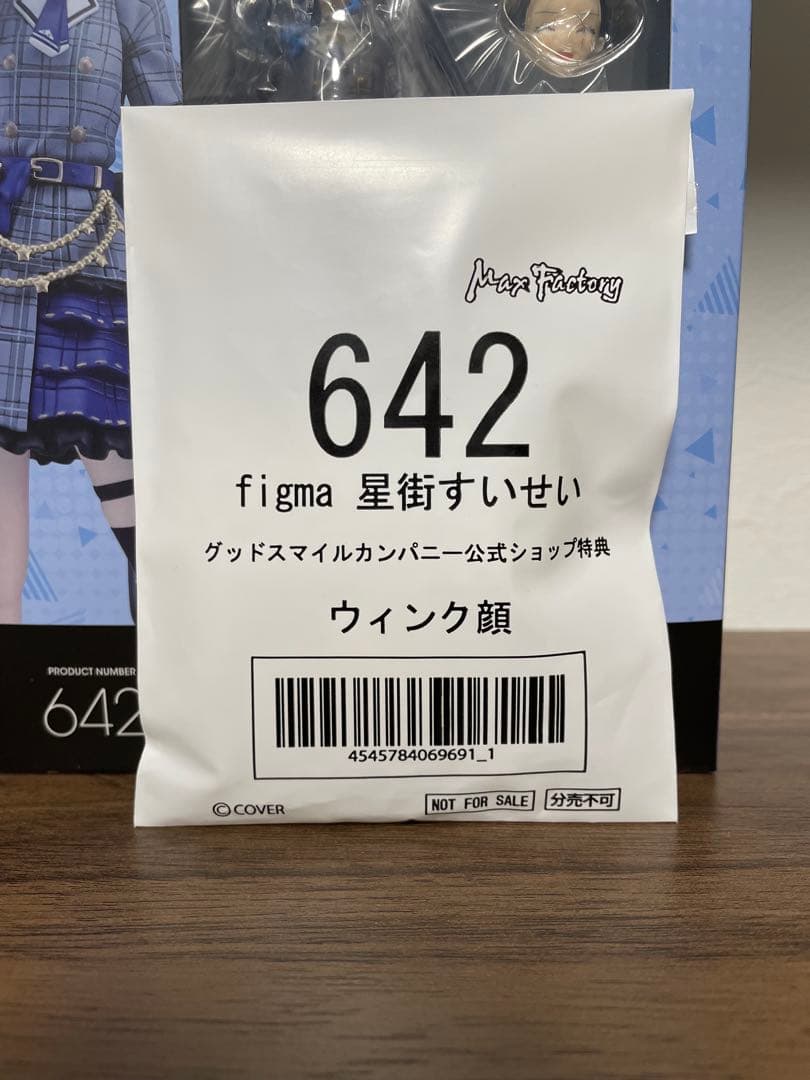 Max Factory
642
figma 星街すいせい
グッドスマイルカンパニー公式ショップ特典
ウィンク顔
4545784069691_1
©COVER
NOT FOR SALE
分売不可
PRODUCT NUMBER
642